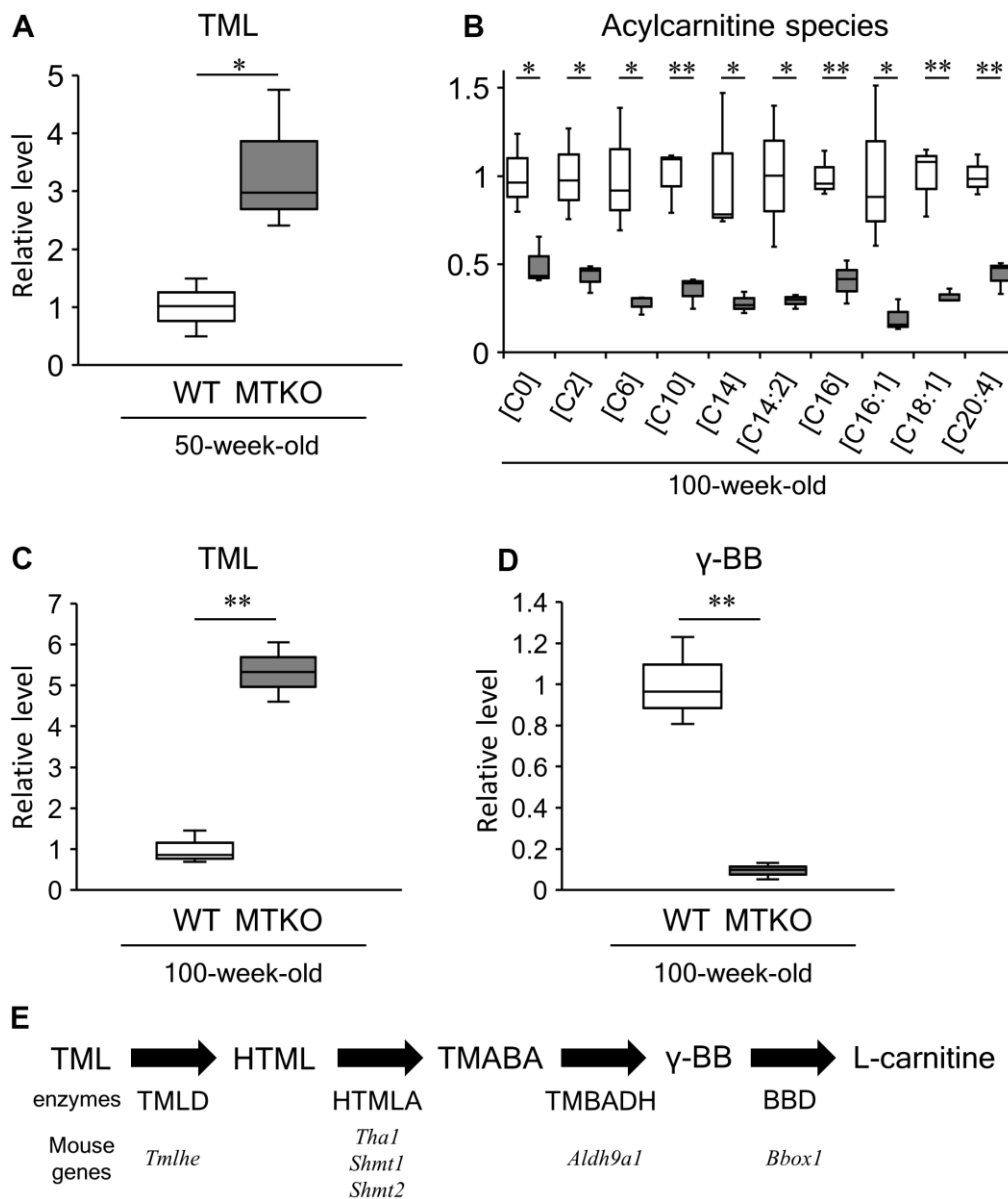 A
TML
*
5
4
3
2
1
0
Relative level
WT MTKO
50-week-old
B
Acylcarnitine species
* * * ** * * ** * ** **
1.5
1
0.5
0
[C0] [C2] [C6] [C10] [C14] [C14:2] [C16] [C16:1] [C18:1] [C20:4]
100-week-old
C
TML
**
7
6
5
4
3
2
1
0
Relative level
WT MTKO
100-week-old
D
γ-BB
**
1.4
1.2
1
0.8
0.6
0.4
0.2
0
Relative level
WT MTKO
100-week-old
E
TML HTML TMABA γ-BB L-carnitine
enzymes TMLD HTMLA TMBADH BBD
Mouse
genes
Tmlhe
Tha1
Shmt1
Shmt2
Aldh9a1
Bbox1